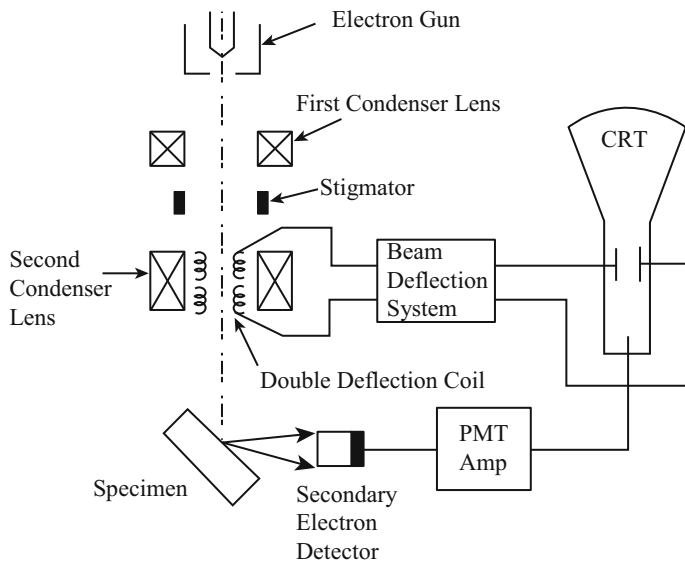 Electron Gun
First Condenser Lens
CRT
Stigmator
Second
Condenser
Lens
Beam
Deflection
System
Double Deflection Coil
PMT
Amp
Specimen
Secondary
Electron
Detector